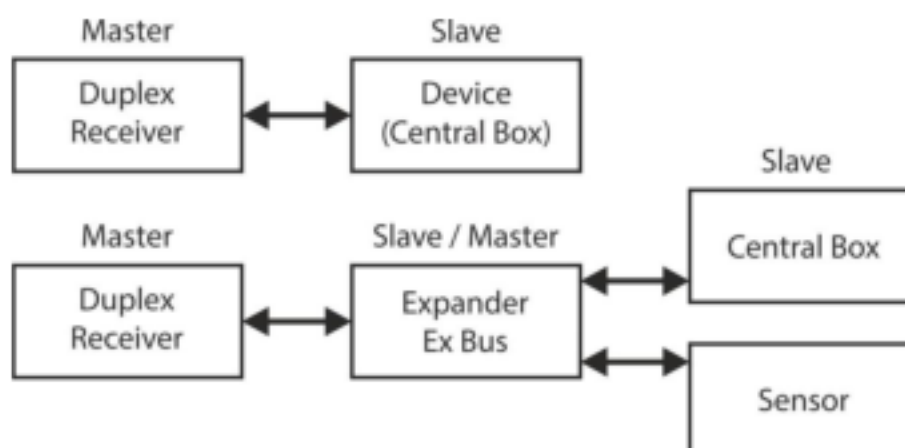 Master
Slave
Duplex
Receiver
Device
(Central Box)
Slave
Master
Slave / Master
Central Box
Duplex
Receiver
Expander
Ex Bus
Sensor